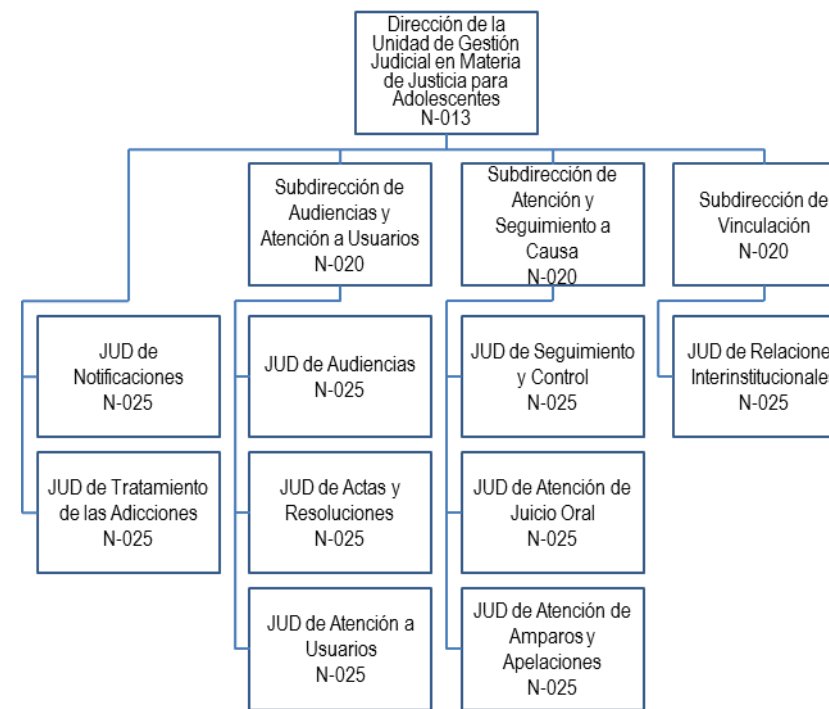 Dirección de la
Unidad de Gestión
Judicial en Materia
de Justicia para
Adolescentes
N-013
Subdirección de
Audiencias y
Atención a Usuarios
N-020
Subdirección de
Atención y
Seguimiento a
Causa
N-020
Subdirección de
Vinculación
N-020
JUD de
Notificaciones
N-025
JUD de Audiencias
N-025
JUD de Seguimiento
y Control
N-025
JUD de Relacione
Interinstitucionale
N-025
JUD de Tratamiento
de las Adicciones
N-025
JUD de Actas y
Resoluciones
N-025
JUD de Atención de
Juicio Oral
N-025
JUD de Atención a
Usuarios
N-025
JUD de Atención de
Amparos y
Apelaciones
N-025